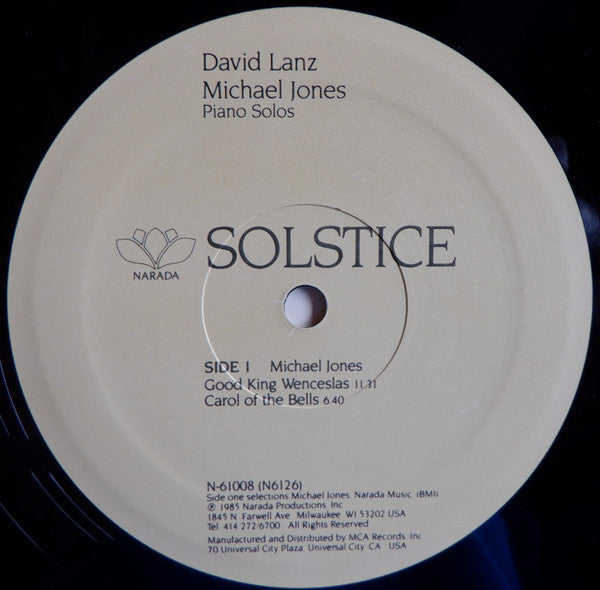 David Lanz
Michael Jones
Piano Solos
NARADA
SOLSTICE
SIDE 1 Michael Jones
Good King Wenceslas 11.31
Carol of the Bells 6.40
N-61008 (N6126)
Side one selections Michael Jones Narada Music (BMI)
℗ 1985 Narada Productions Inc
1845 N Farwell Ave Milwaukee WI 53202 USA
Tel 414 272/6700 All Rights Reserved
Manufactured and Distributed by MCA Records Inc
70 Universal City Plaza Universal City CA USA